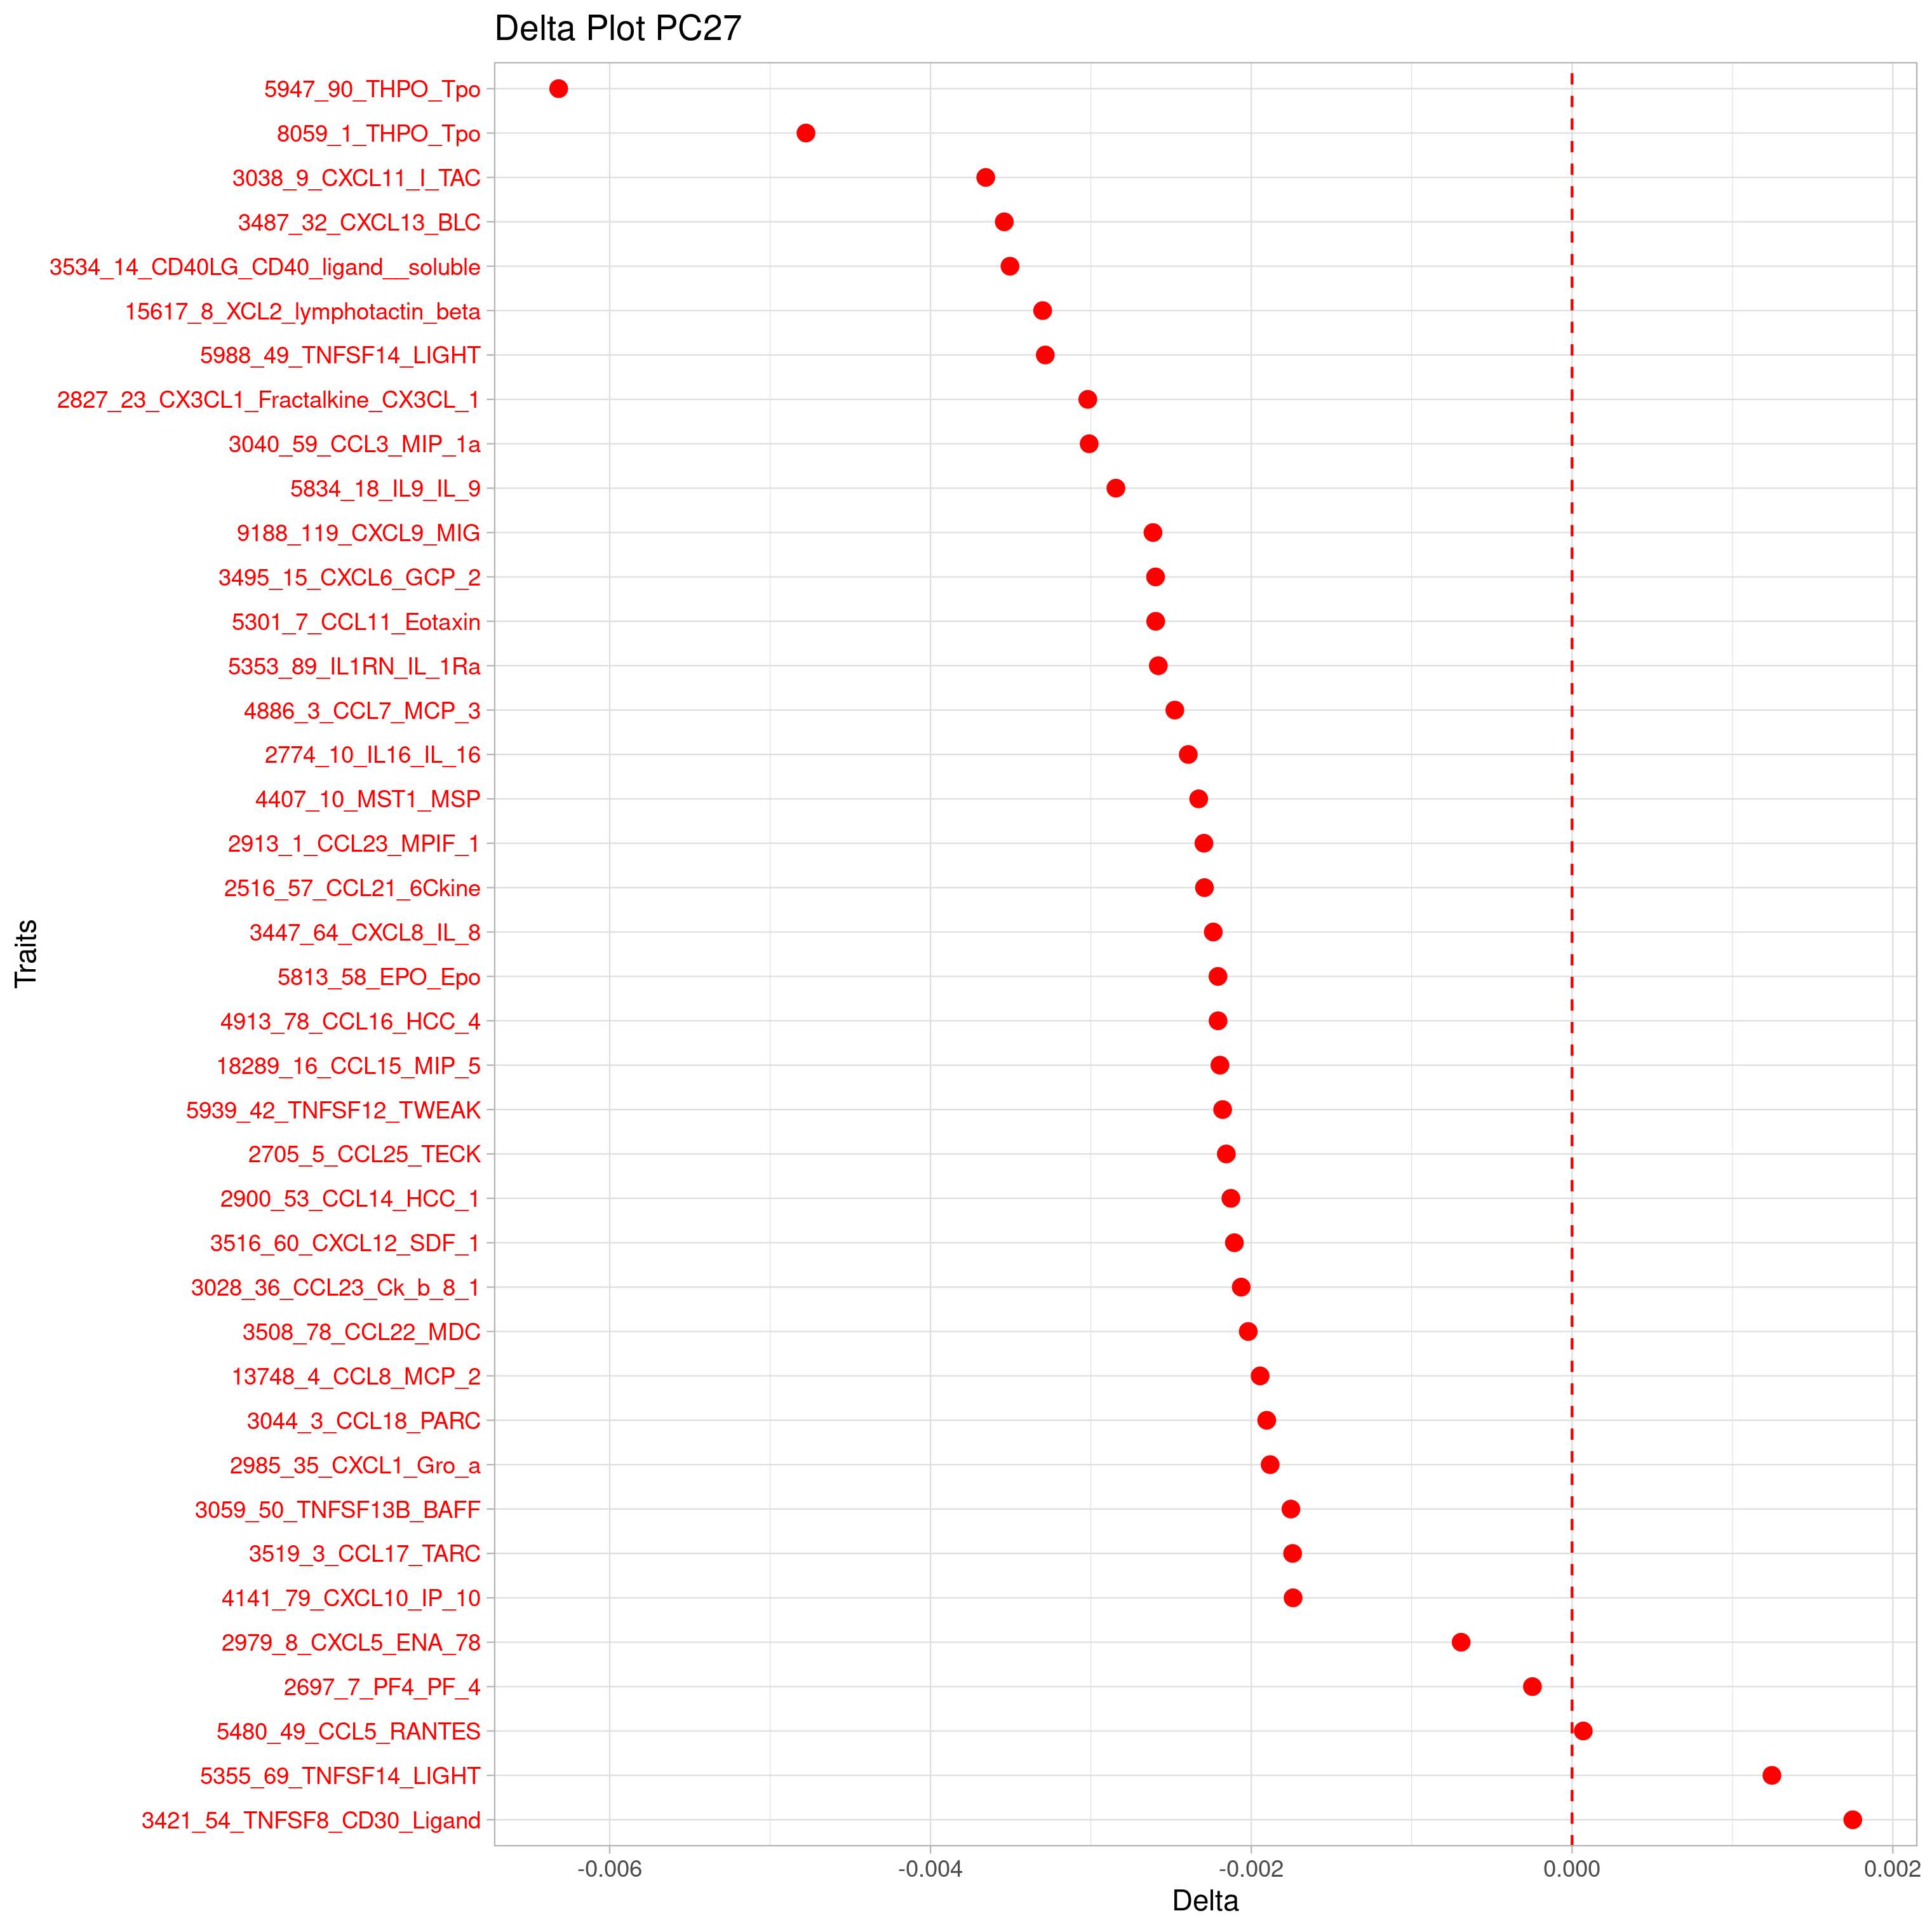 Delta Plot PC27
5947_90_THPO_Tpo
8059_1_THPO_Tpo
3038_9_CXCL11_I_TAC
3487_32_CXCL13_BLC
3534_14_CD40LG_CD40_ligand__soluble
15617_8_XCL2_lymphotactin_beta
5988_49_TNFSF14_LIGHT
2827_23_CX3CL1_Fractalkine_CX3CL_1
3040_59_CCL3_MIP_1a
5834_18_IL9_IL_9
9188_119_CXCL9_MIG
3495_15_CXCL6_GCP_2
5301_7_CCL11_Eotaxin
5353_89_IL1RN_IL_1Ra
4886_3_CCL7_MCP_3
2774_10_IL16_IL_16
4407_10_MST1_MSP
2913_1_CCL23_MPIF_1
2516_57_CCL21_6Ckine
3447_64_CXCL8_IL_8
5813_58_EPO_Epo
4913_78_CCL16_HCC_4
18289_16_CCL15_MIP_5
5939_42_TNFSF12_TWEAK
2705_5_CCL25_TECK
2900_53_CCL14_HCC_1
3516_60_CXCL12_SDF_1
3028_36_CCL23_Ck_b_8_1
3508_78_CCL22_MDC
13748_4_CCL8_MCP_2
3044_3_CCL18_PARC
2985_35_CXCL1_Gro_a
3059_50_TNFSF13B_BAFF
3519_3_CCL17_TARC
4141_79_CXCL10_IP_10
2979_8_CXCL5_ENA_78
2697_7_PF4_PF_4
5480_49_CCL5_RANTES
5355_69_TNFSF14_LIGHT
3421_54_TNFSF8_CD30_Ligand
Traits
-0.006 -0.004 -0.002 0.000 0.002
Delta